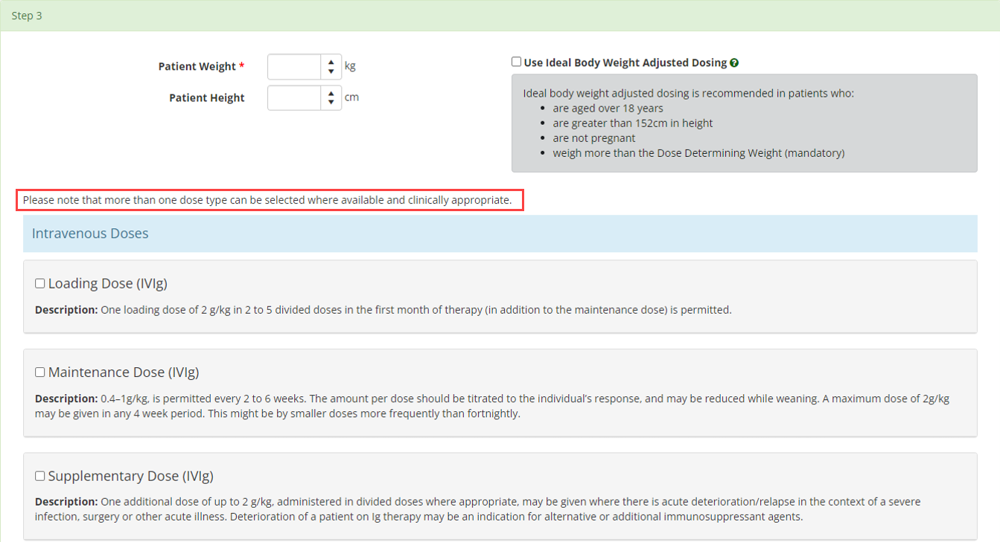 Step 3
Patient Weight * kg
Patient Height cm
Use Ideal Body Weight Adjusted Dosing ?
Ideal body weight adjusted dosing is recommended in patients who:
• are aged over 18 years
• are greater than 152cm in height
• are not pregnant
• weigh more than the Dose Determining Weight (mandatory)
Please note that more than one dose type can be selected where available and clinically appropriate.
Intravenous Doses
Loading Dose (IVIg)
Description: One loading dose of 2 g/kg in 2 to 5 divided doses in the first month of therapy (in addition to the maintenance dose) is permitted.
Maintenance Dose (IVIg)
Description: 0.4–1g/kg, is permitted every 2 to 6 weeks. The amount per dose should be titrated to the individual’s response, and may be reduced while weaning. A maximum dose of 2g/kg
may be given in any 4 week period. This might be by smaller doses more frequently than fortnightly.
Supplementary Dose (IVIg)
Description: One additional dose of up to 2 g/kg, administered in divided doses where appropriate, may be given where there is acute deterioration/relapse in the context of a severe
infection, surgery or other acute illness. Deterioration of a patient on Ig therapy may be an indication for alternative or additional immunosuppressant agents.